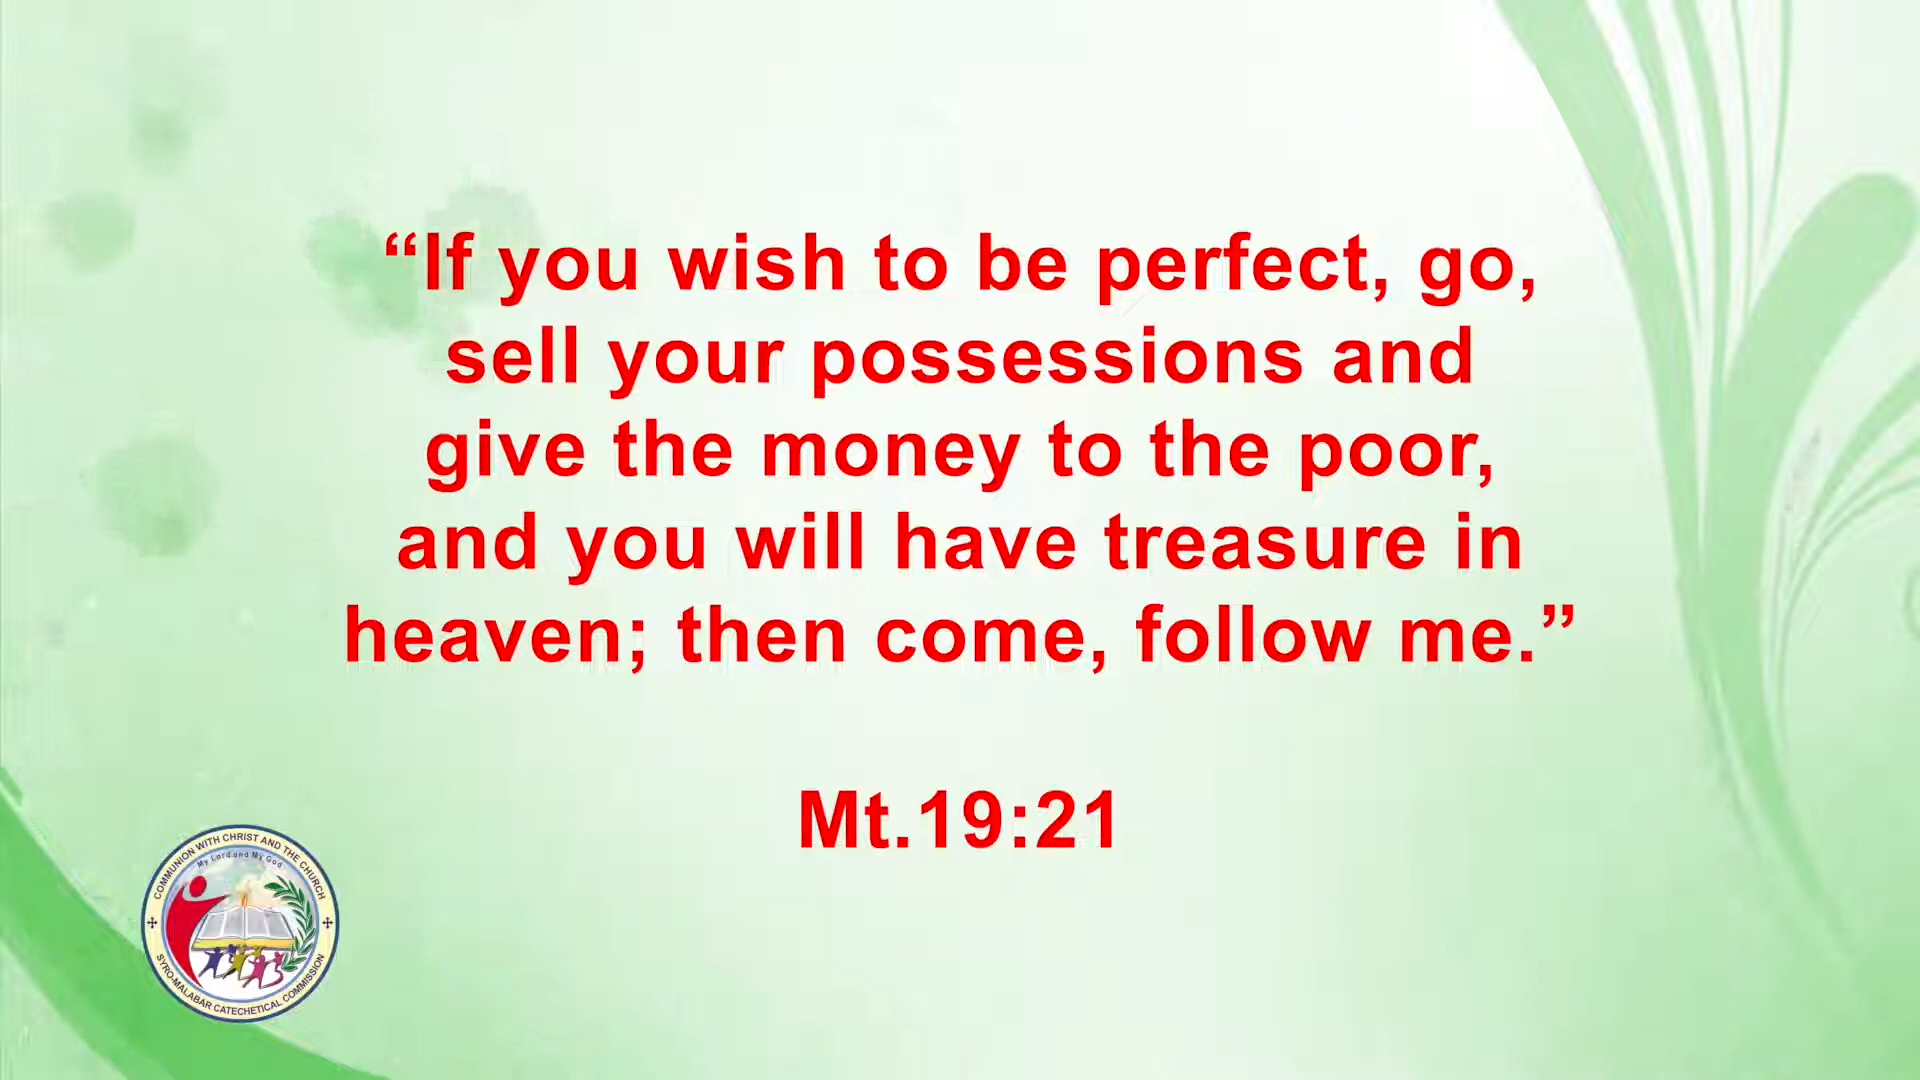 “If you wish to be perfect, go,
sell your possessions and
give the money to the poor,
and you will have treasure in
heaven; then come, follow me.”
Mt.19:21
COMMUNION WITH CHRIST AND THE CHURCH
My Lord and My God
SYRO-MALABAR CATECHETICAL COMMISSION